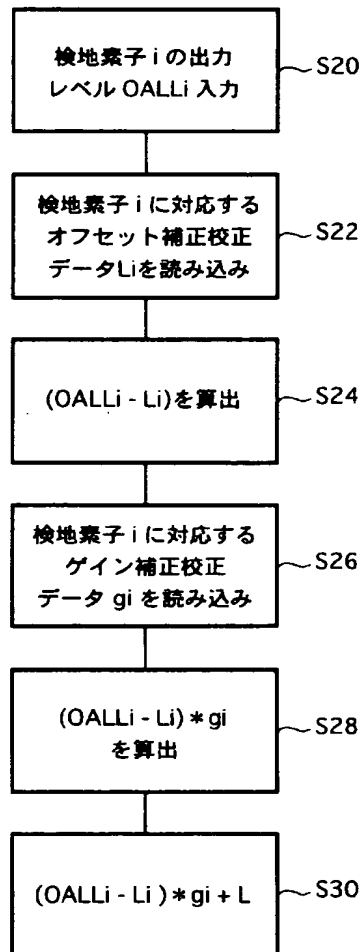 検地素子 i の出力
レベル OALLi 入力
S20
検地素子 i に対応する
オフセット補正校正
データLiを読み込み
S22
(OALLi - Li)を算出
S24
検地素子 i に対応する
ゲイン補正校正
データ gi を読み込み
S26
(OALLi - Li) * gi
を算出
S28
(OALLi - Li ) * gi + L
S30